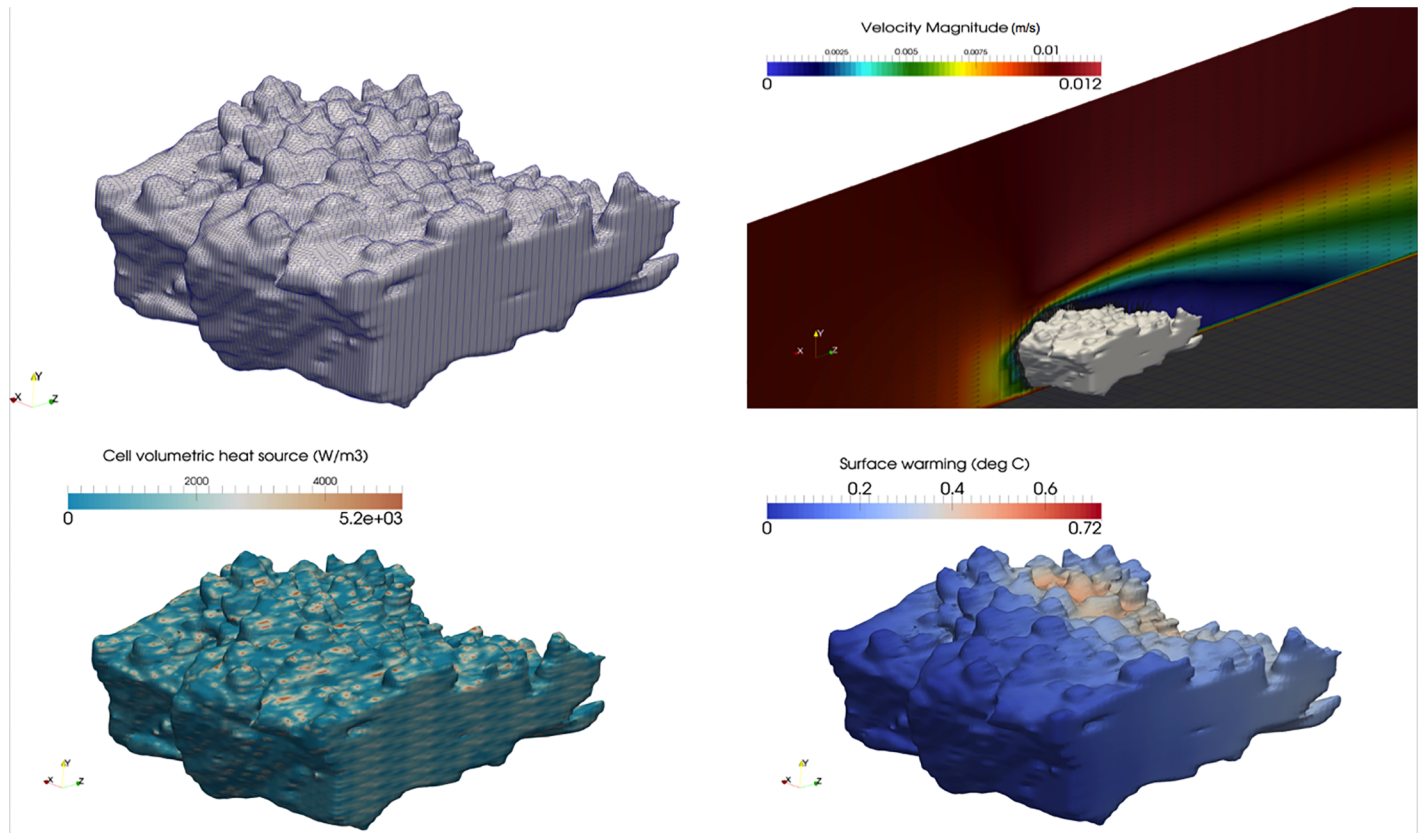 Velocity Magnitude (m/s)
0.0025 0.005 0.0075 0.01
0 0.012
Y
X Z
Y
X Z
Cell volumetric heat source (W/m3)
2000 4000
0 5.2e+03
Y
X Z
Surface warming (deg C)
0.2 0.4 0.6
0 0.72
Y
X Z